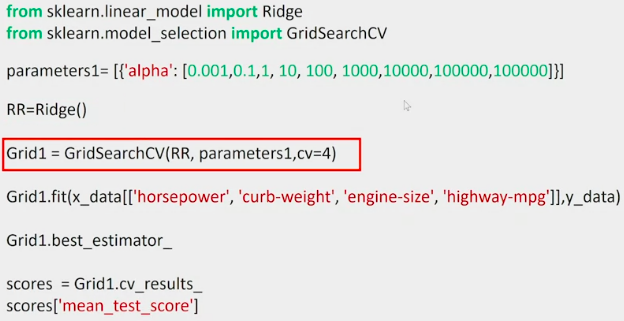 from sklearn.linear_model import Ridge
from sklearn.model_selection import GridSearchCV
parameters1= [{'alpha': [0.001,0.1,1, 10, 100, 1000,10000,100000,100000]}]
RR=Ridge()
Grid1 = GridSearchCV(RR, parameters1,cv=4)
Grid1.fit(x_data[['horsepower', 'curb-weight', 'engine-size', 'highway-mpg']],y_data)
Grid1.best_estimator_
scores = Grid1.cv_results_
scores['mean_test_score']